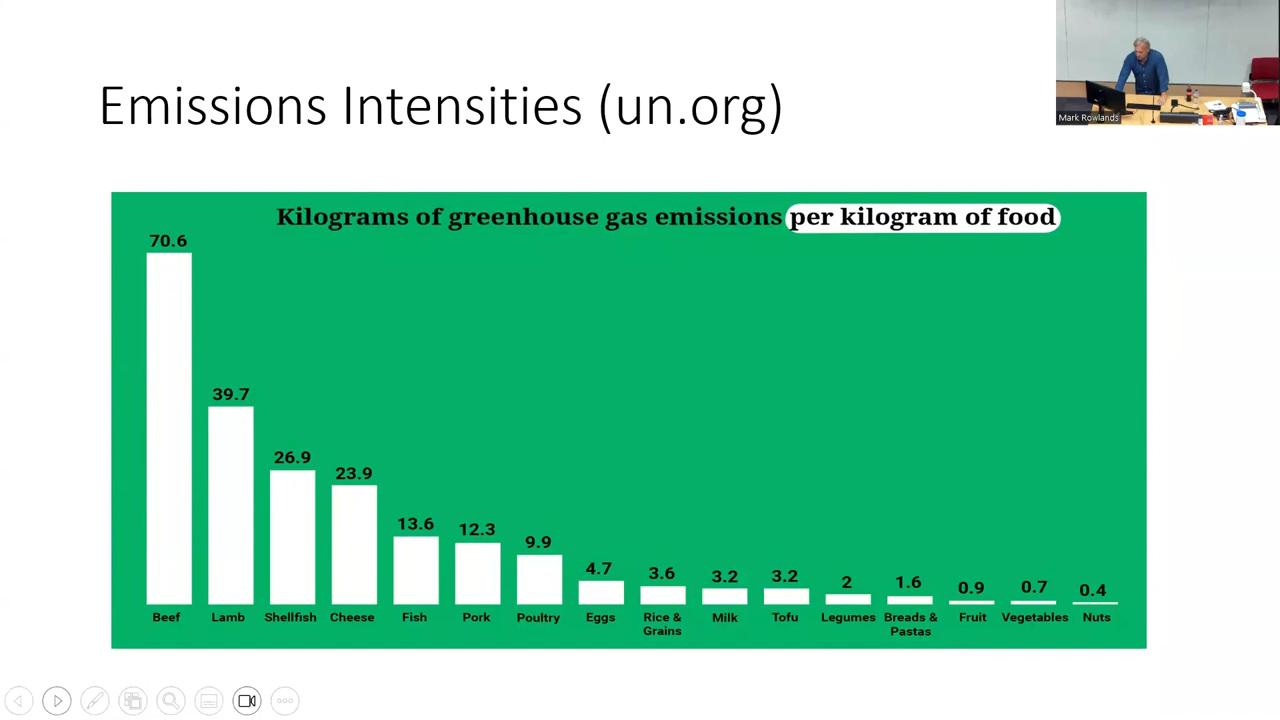 Emissions Intensities (un.org)
Mark Rowlands
Kilograms of greenhouse gas emissions per kilogram of food
70.6
39.7
26.9
23.9
13.6
12.3
9.9
4.7
3.6
3.2
3.2
2
1.6
0.9
0.7
0.4
Beef
Lamb
Shellfish
Cheese
Fish
Pork
Poultry
Eggs
Rice &
Grains
Milk
Tofu
Legumes
Breads &
Pastas
Fruit
Vegetables
Nuts